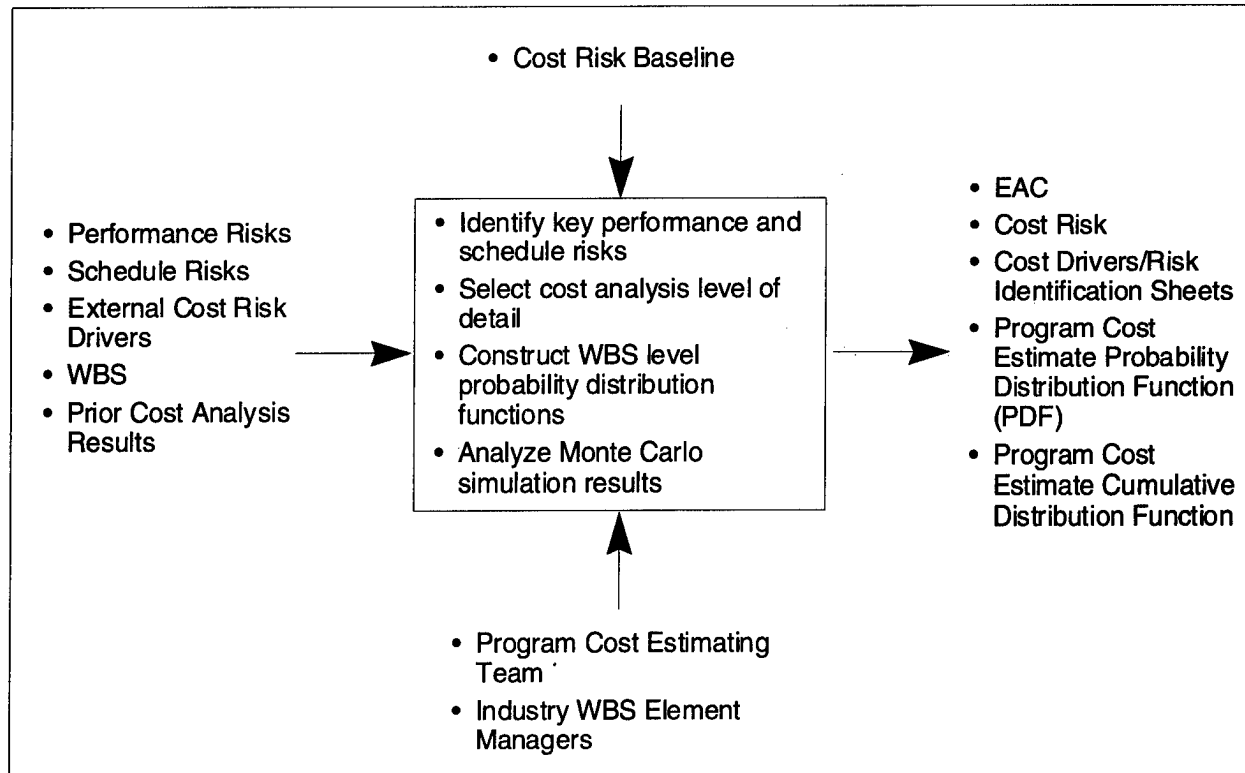 • Cost Risk Baseline
• Performance Risks
• Schedule Risks
• External Cost Risk
Drivers
• WBS
• Prior Cost Analysis
Results
• Identify key performance and
schedule risks
• Select cost analysis level of
detail
• Construct WBS level
probability distribution
functions
• Analyze Monte Carlo
simulation results
• EAC
• Cost Risk
• Cost Drivers/Risk
Identification Sheets
• Program Cost
Estimate Probability
Distribution Function
(PDF)
• Program Cost
Estimate Cumulative
Distribution Function
• Program Cost Estimating
Team
• Industry WBS Element
Managers